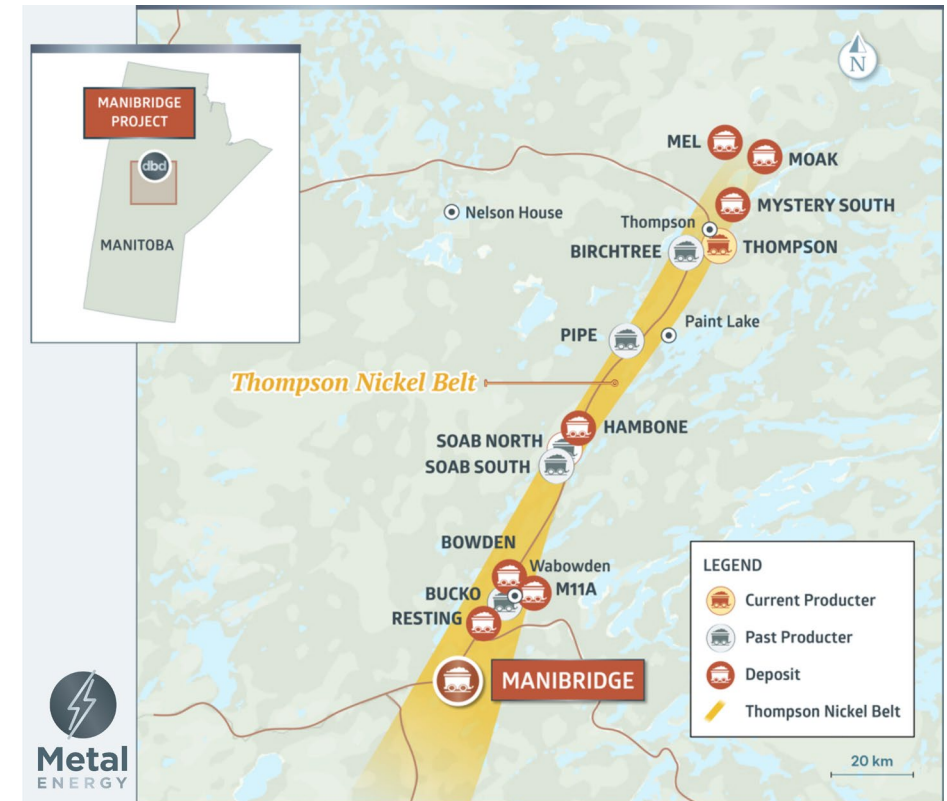 MANIBRIDGE
PROJECT
dbd
MANITOBA
N
MEL
MOAK
Nelson House
MYSTERY SOUTH
Thompson
BIRCHTREE
THOMPSON
Paint Lake
PIPE
Thompson Nickel Belt
HAMBONE
SOAB NORTH
SOAB SOUTH
BOWDEN
Wabowden
BUCKO
M11A
RESTING
MANIBRIDGE
LEGEND
Current Producter
Past Producter
Deposit
Thompson Nickel Belt
20 km
Metal
ENERGY